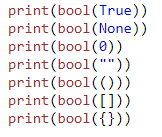 print(bool(True))
print(bool(None))
print(bool(0))
print(bool(""))
print(bool(()))
print(bool([]))
print(bool({}))